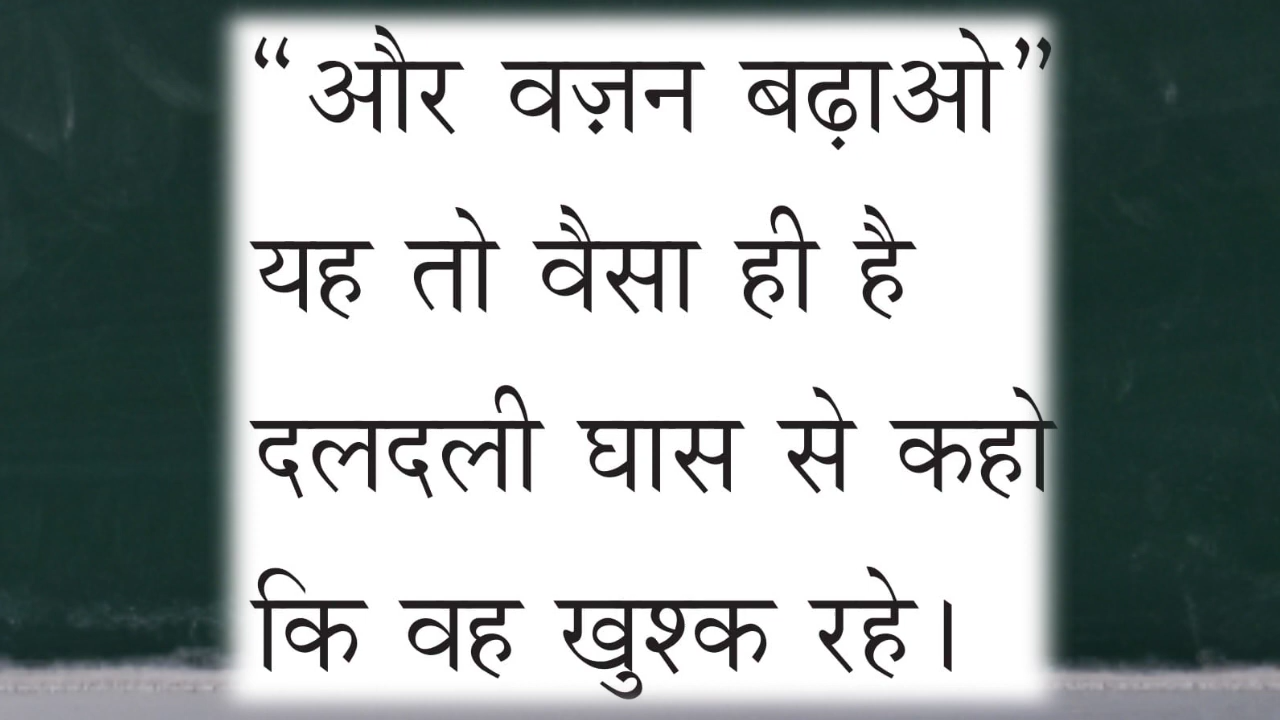 “और वज़न बढ़ाओ”
यह तो वैसा ही है
दलदली घास से कहो
कि वह खुश्क रहे।